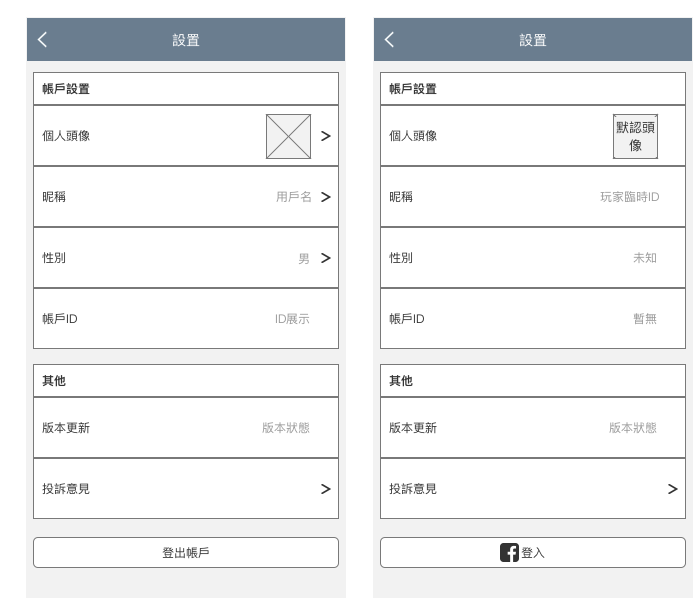 設置
帳戶設置
個人頭像
昵稱 用戶名
性別 男
帳戶ID ID展示
其他
版本更新 版本狀態
投訴意見
登出帳戶
設置
帳戶設置
個人頭像 默認頭
像
昵稱 玩家臨時ID
性別 未知
帳戶ID 暫無
其他
版本更新 版本狀態
投訴意見
登入